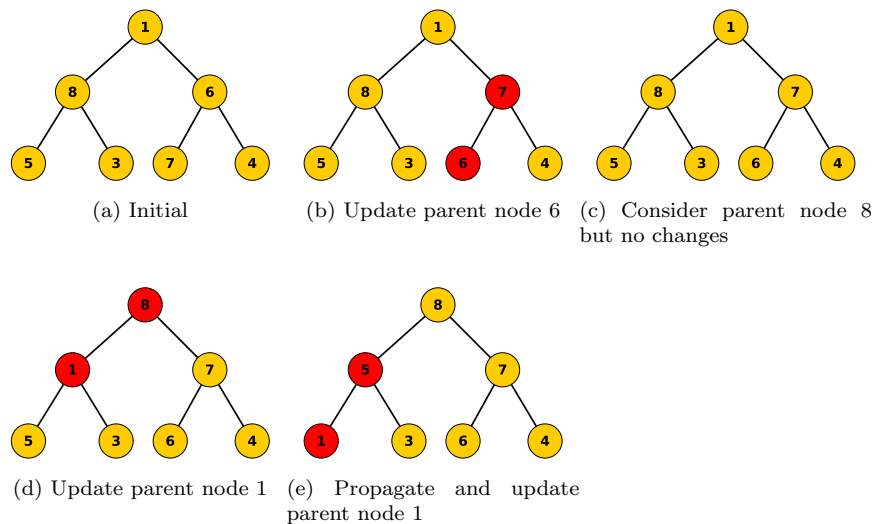 1 1 1
8 6 8 7 8 7
5 3 7 4 5 3 6 4 5 3 6 4
(a) Initial
(b) Update parent node 6
(c) Consider parent node 8
but no changes
8 8
1 7 5 7
5 3 6 4 1 3 6 4
(d) Update parent node 1
(e) Propagate and update
parent node 1